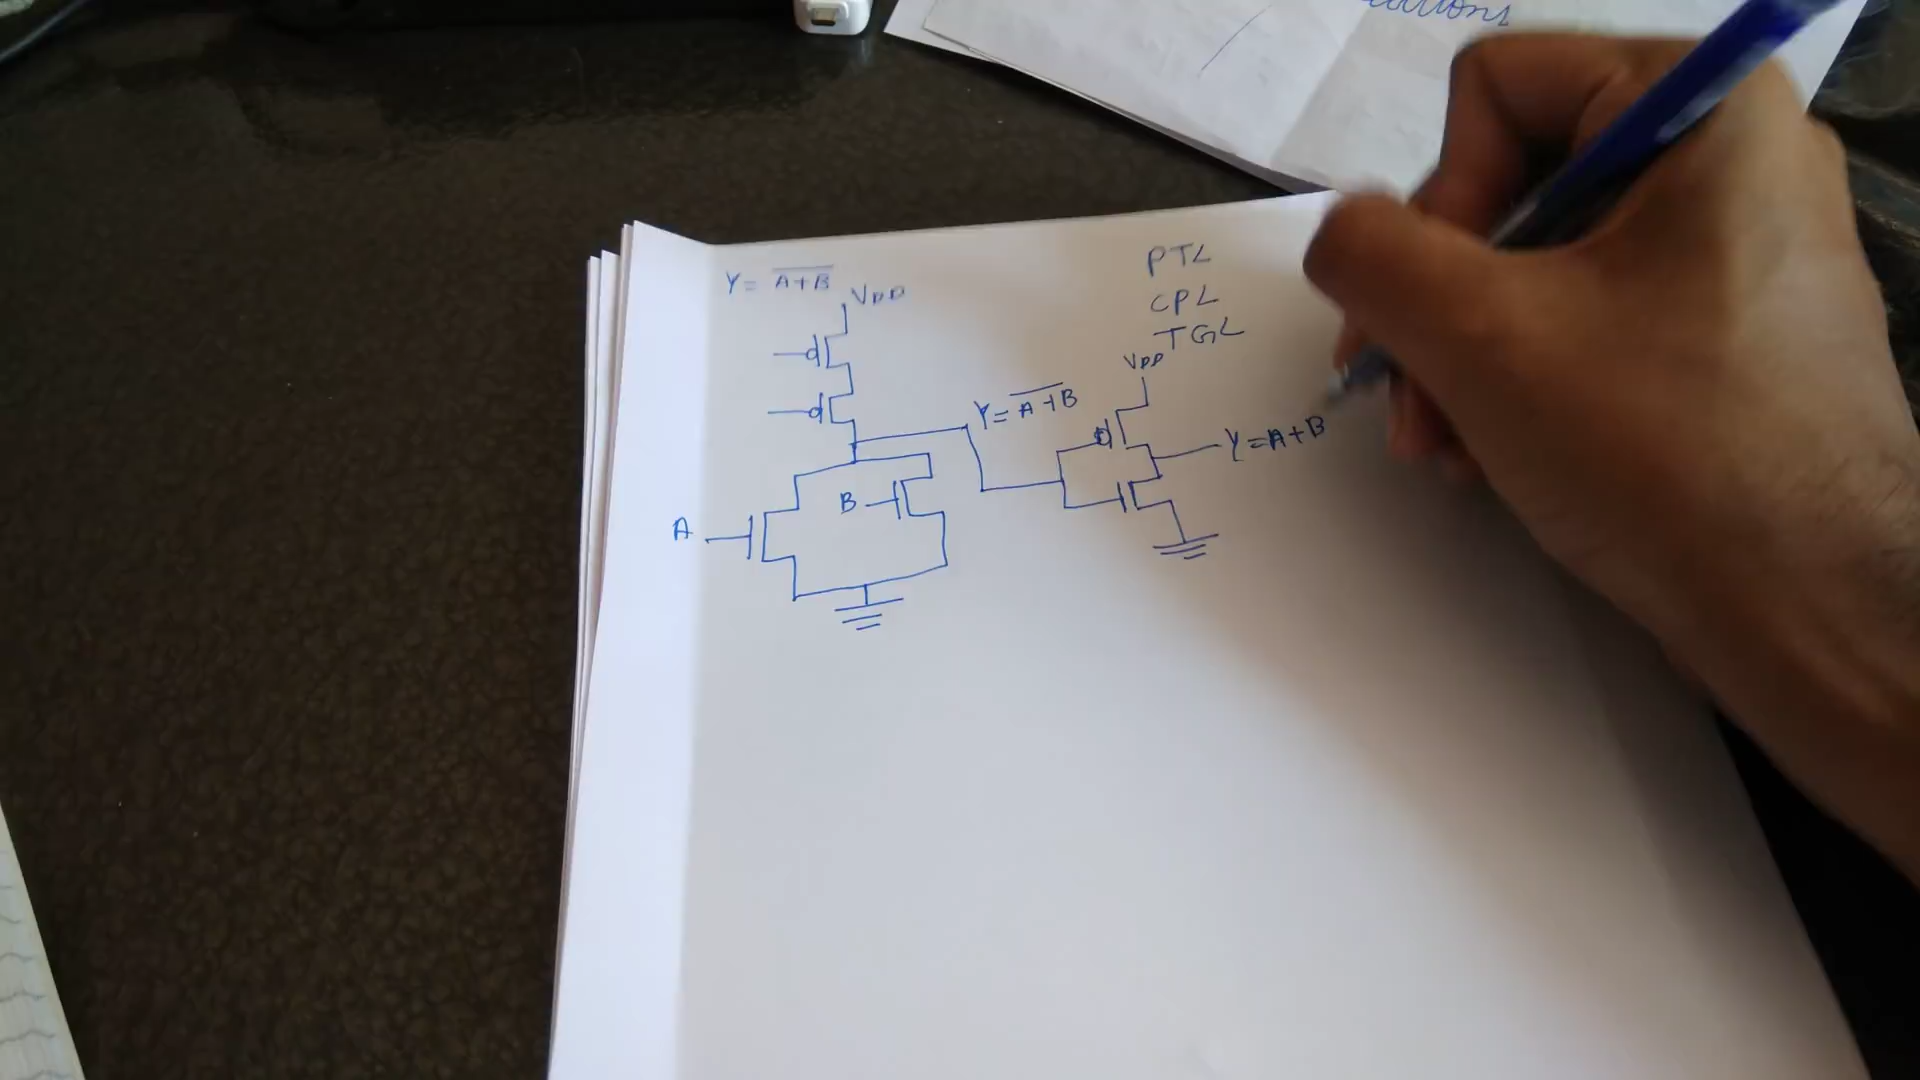 Y = A̅+̅B̅
VDD
PTL
CPL
TGL
VDD
Y = A̅+̅B̅
Y = A+B
B
A